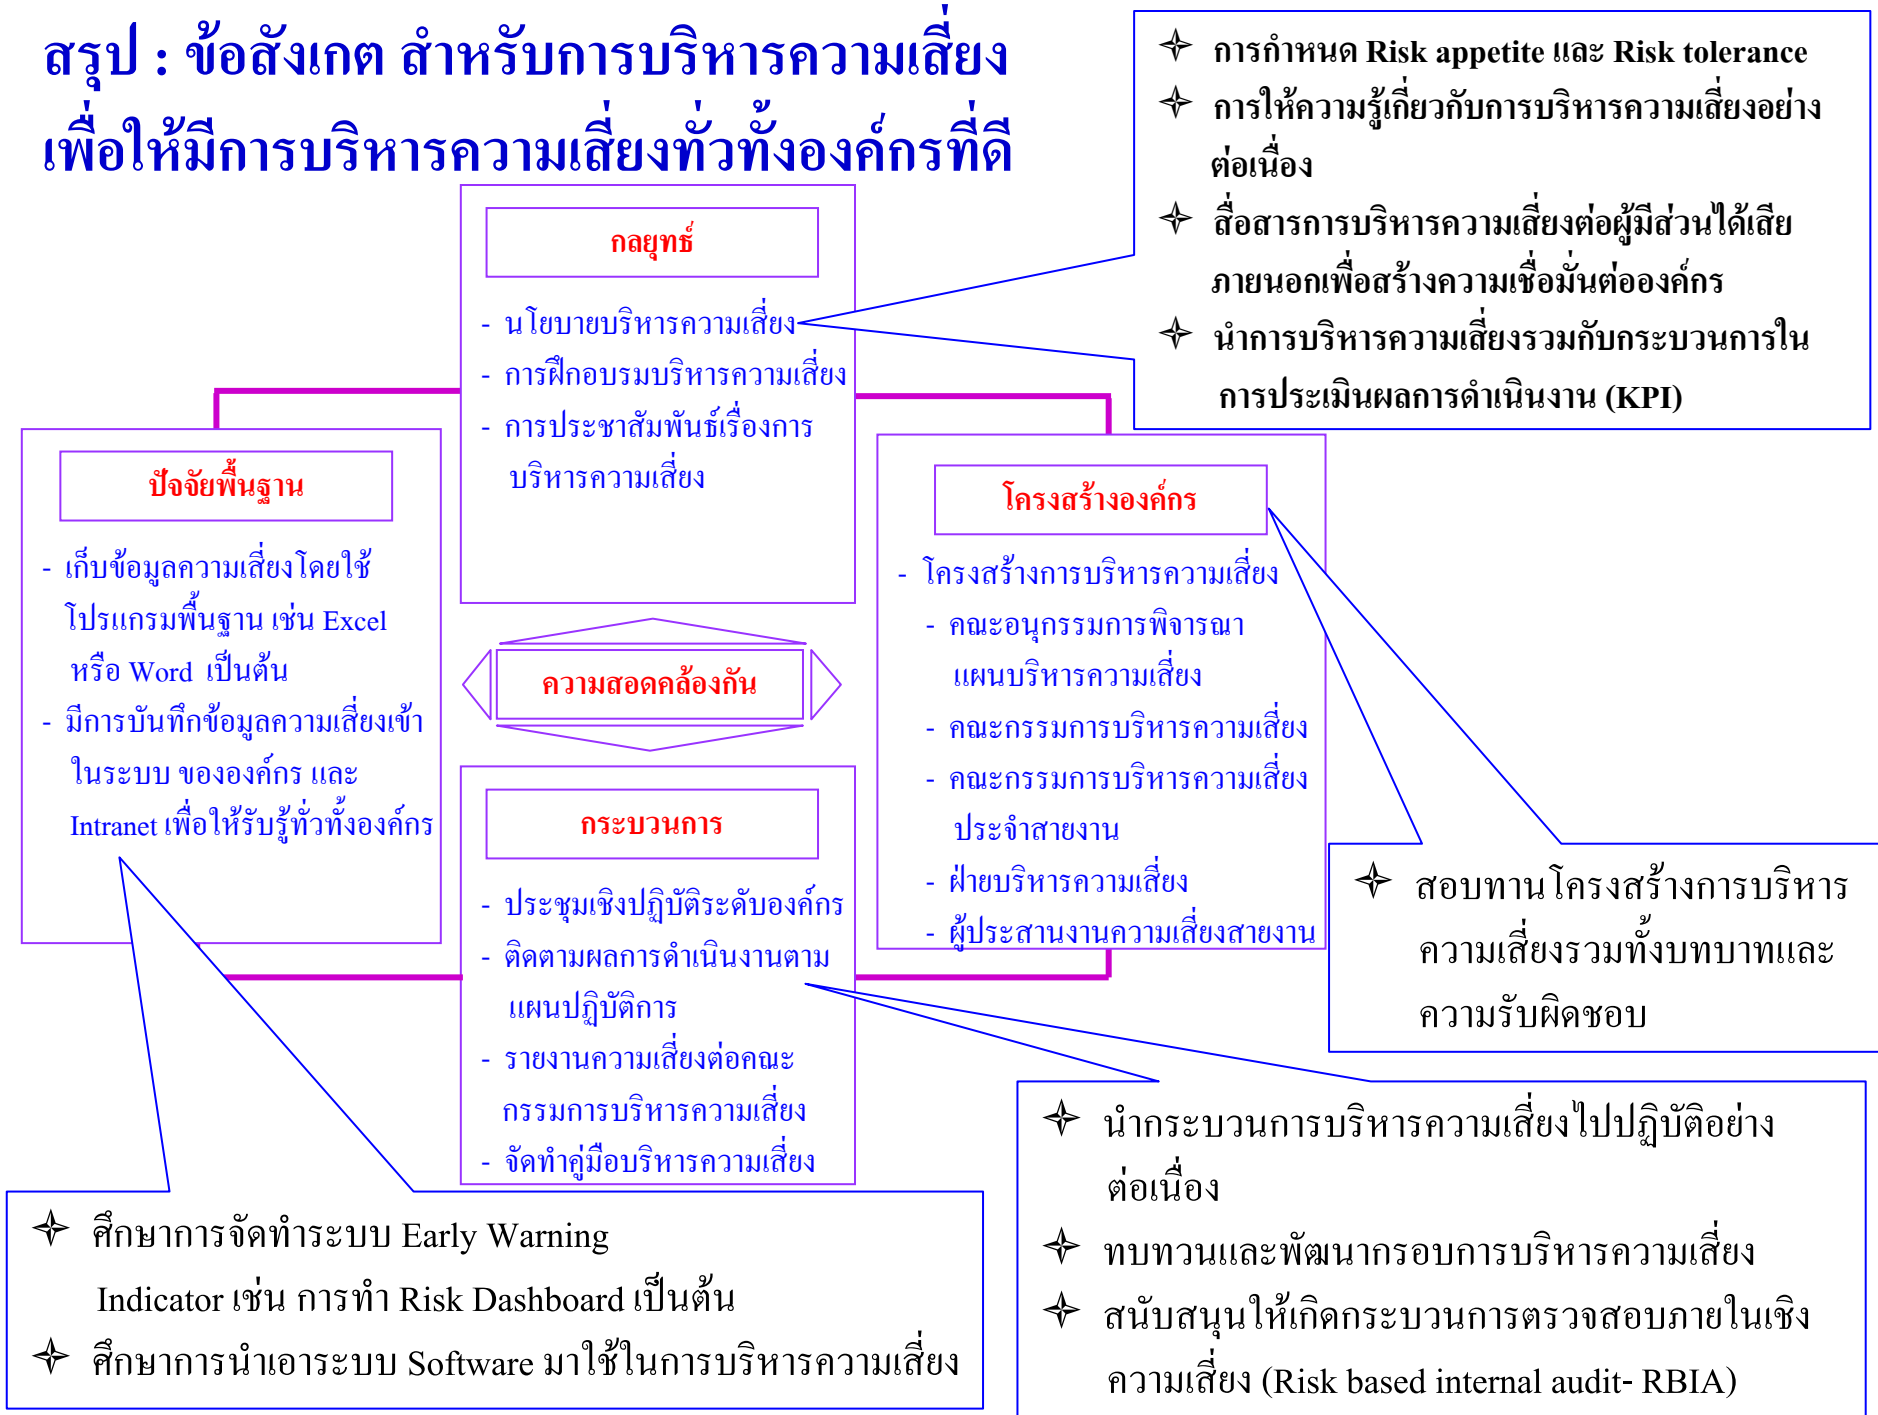 สรุป : ข้อสังเกต สำหรับการบริหารความเสี่ยง
เพื่อให้มีการบริหารความเสี่ยงทั่วทั้งองค์กรที่ดี
การกำหนด Risk appetite และ Risk tolerance
การให้ความรู้เกี่ยวกับการบริหารความเสี่ยงอย่าง
ต่อเนื่อง
สื่อสารการบริหารความเสี่ยงต่อผู้มีส่วนได้เสีย
ภายนอกเพื่อสร้างความเชื่อมั่นต่อองค์กร
นำการบริหารความเสี่ยงรวมกับกระบวนการใน
การประเมินผลการดำเนินงาน (KPI)
กลยุทธ์
- นโยบายบริหารความเสี่ยง
- การฝึกอบรมบริหารความเสี่ยง
- การประชาสัมพันธ์เรื่องการ
บริหารความเสี่ยง
ปัจจัยพื้นฐาน
- เก็บข้อมูลความเสี่ยงโดยใช้
โปรแกรมพื้นฐาน เช่น Excel
หรือ Word เป็นต้น
- มีการบันทึกข้อมูลความเสี่ยงเข้า
ในระบบ ขององค์กร และ
Intranet เพื่อให้รับรู้ทั่วทั้งองค์กร
ความสอดคล้องกัน
โครงสร้างองค์กร
- โครงสร้างการบริหารความเสี่ยง
- คณะอนุกรรมการพิจารณา
แผนบริหารความเสี่ยง
- คณะกรรมการบริหารความเสี่ยง
- คณะกรรมการบริหารความเสี่ยง
ประจำสายงาน
- ฝ่ายบริหารความเสี่ยง
- ผู้ประสานงานความเสี่ยงสายงาน
กระบวนการ
- ประชุมเชิงปฏิบัติระดับองค์กร
- ติดตามผลการดำเนินงานตาม
แผนปฏิบัติการ
- รายงานความเสี่ยงต่อคณะ
กรรมการบริหารความเสี่ยง
- จัดทำคู่มือบริหารความเสี่ยง
สอบทานโครงสร้างการบริหาร
ความเสี่ยงรวมทั้งบทบาทและ
ความรับผิดชอบ
นำกระบวนการบริหารความเสี่ยงไปปฏิบัติอย่าง
ต่อเนื่อง
ทบทวนและพัฒนากรอบการบริหารความเสี่ยง
สนับสนุนให้เกิดกระบวนการตรวจสอบภายในเชิง
ความเสี่ยง (Risk based internal audit- RBIA)
ศึกษาการจัดทำระบบ Early Warning
Indicator เช่น การทำ Risk Dashboard เป็นต้น
ศึกษาการนำเอาระบบ Software มาใช้ในการบริหารความเสี่ยง